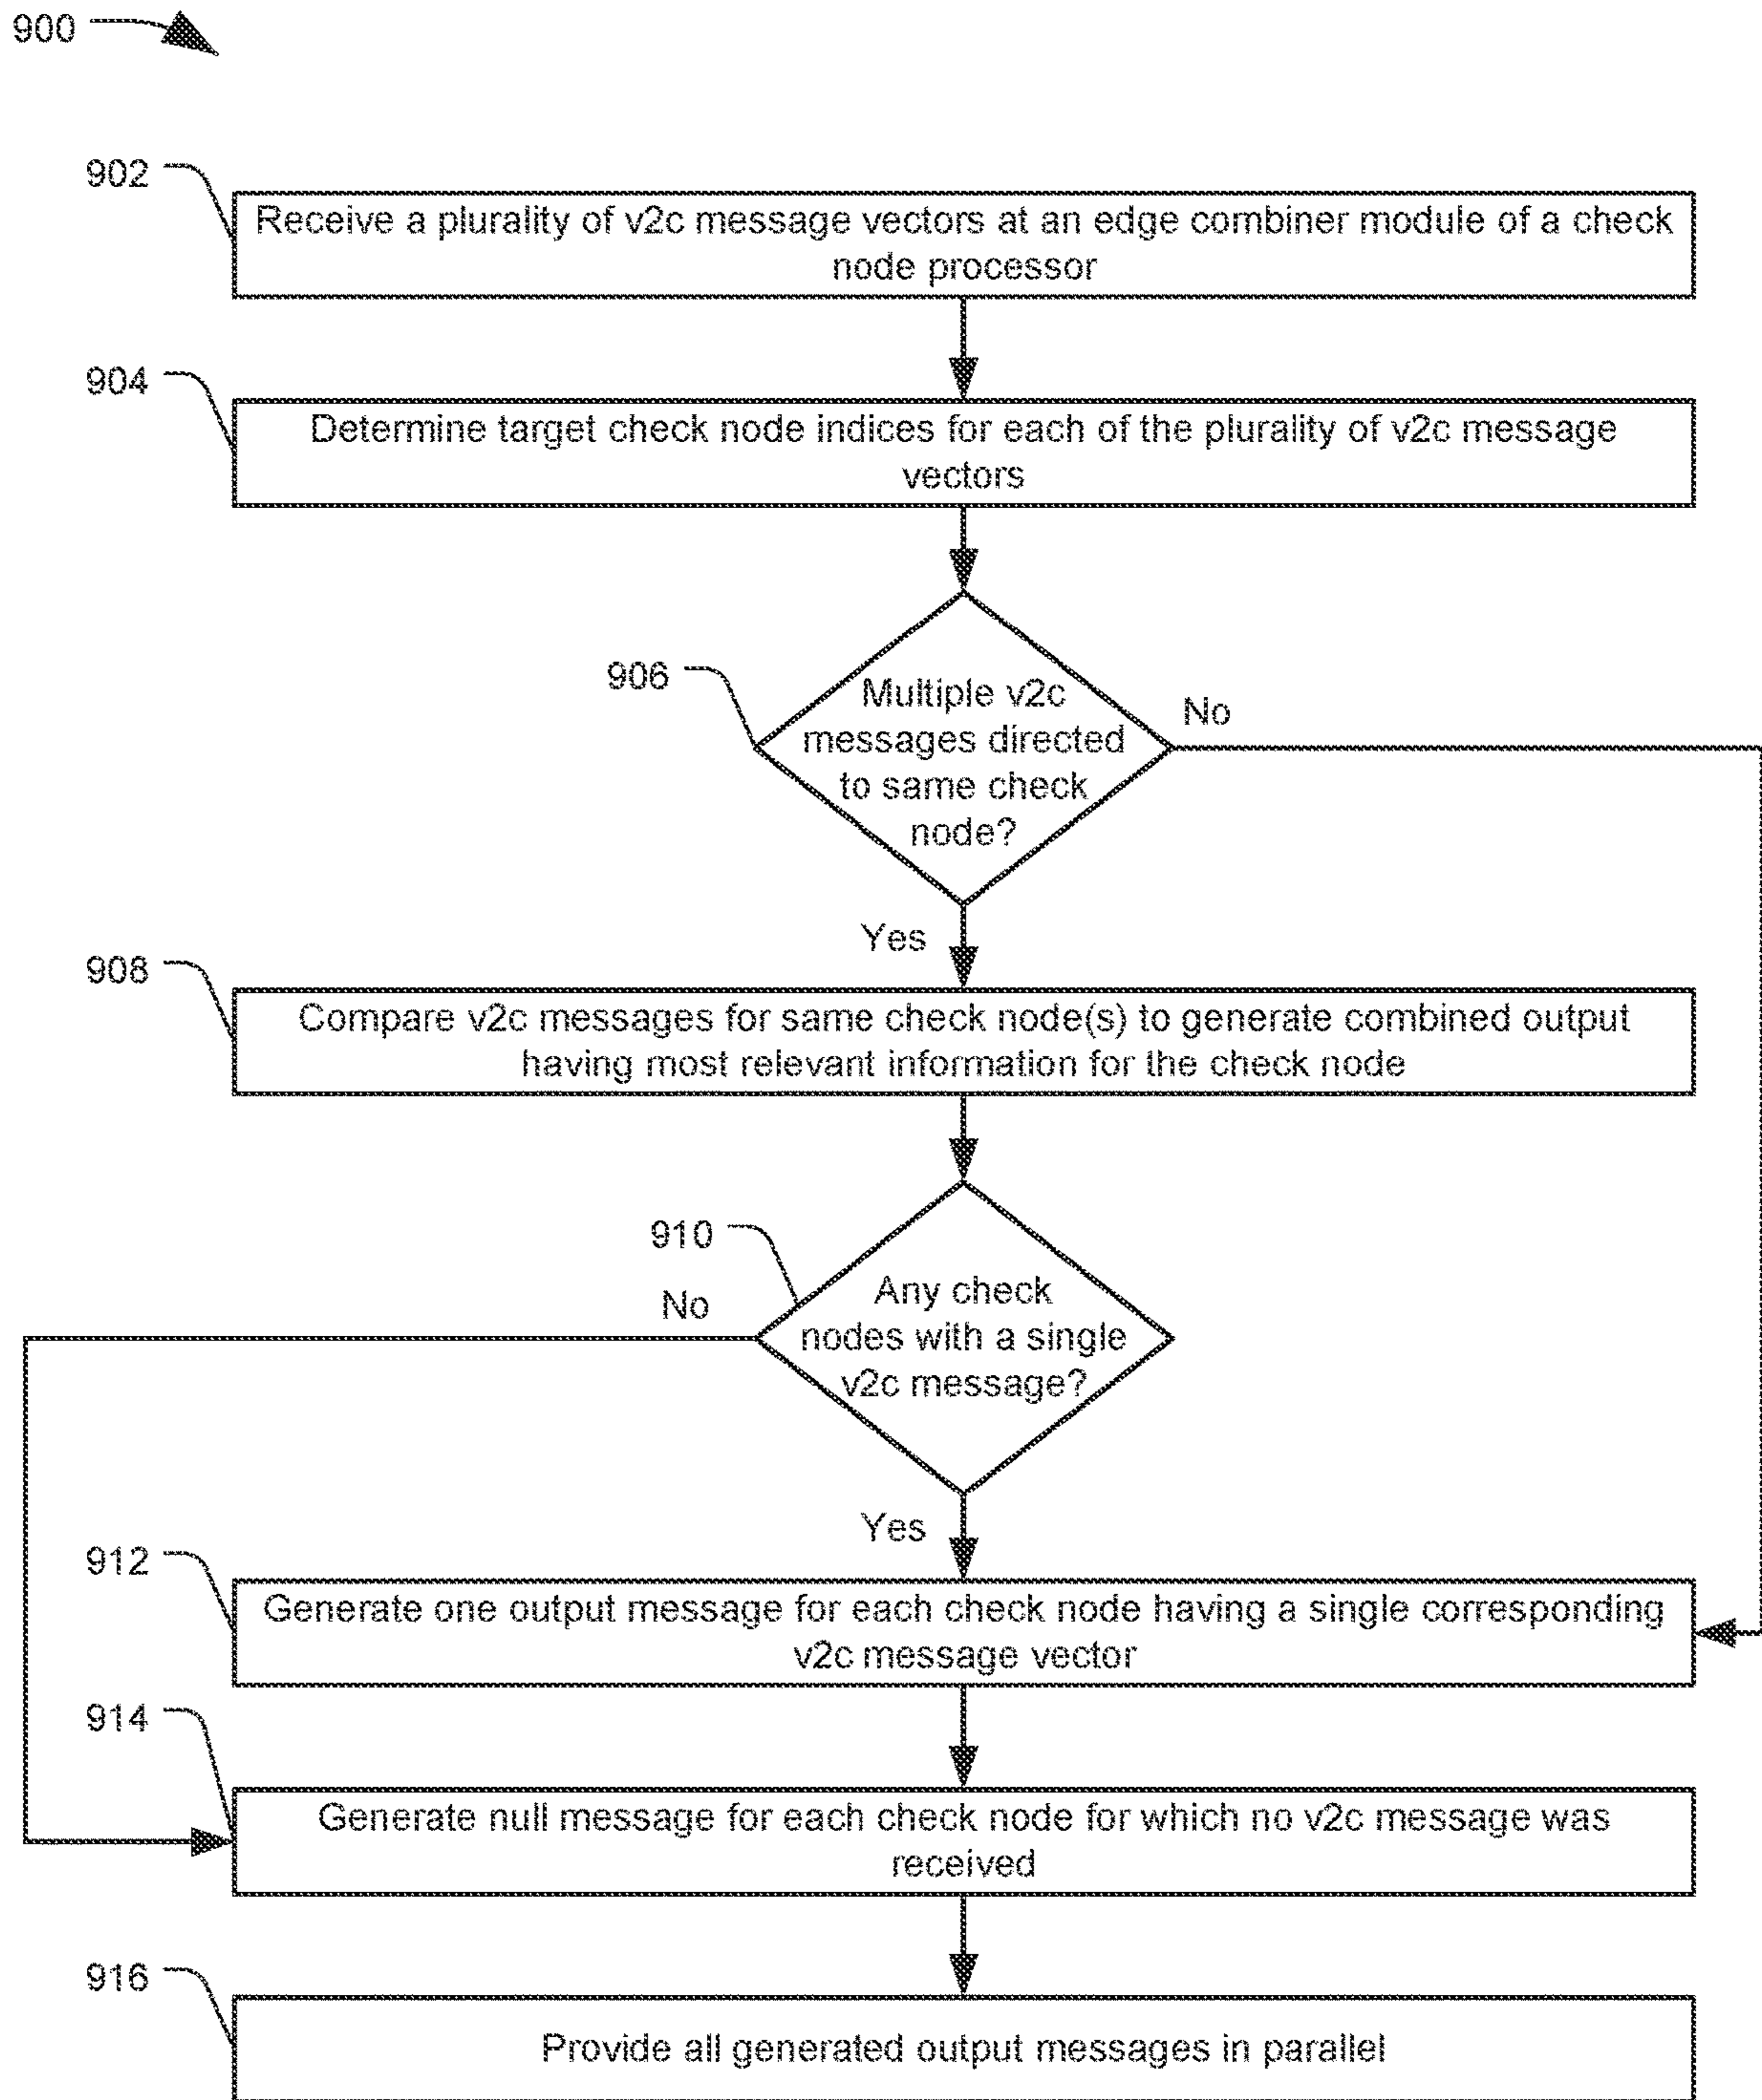 900
902
Receive a plurality of v2c message vectors at an edge combiner module of a check
node processor
904
Determine target check node indices for each of the plurality of v2c message
vectors
906
Multiple v2c
messages directed
to same check
node?
No
Yes
908
Compare v2c messages for same check node(s) to generate combined output
having most relevant information for the check node
910
Any check
nodes with a single
v2c message?
No
Yes
912
Generate one output message for each check node having a single corresponding
v2c message vector
914
Generate null message for each check node for which no v2c message was
received
916
Provide all generated output messages in parallel